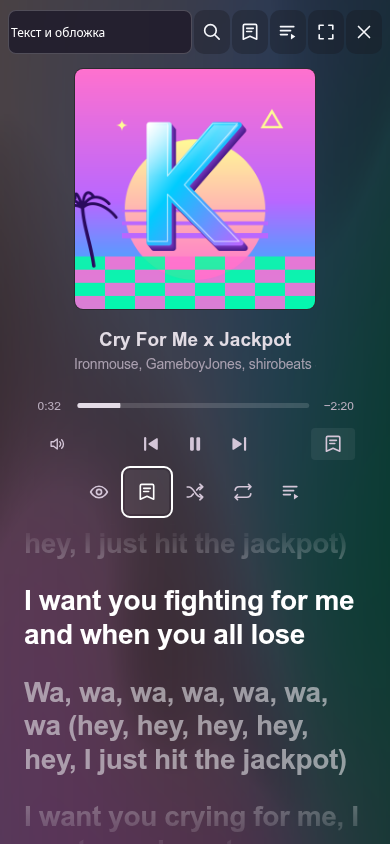 Текст и обложка
K
Cry For Me x Jackpot
Ironmouse, GameboyJones, shirobeats
0:32
−2:20
hey, I just hit the jackpot)
I want you fighting for me
and when you all lose
Wa, wa, wa, wa, wa, wa,
wa (hey, hey, hey, hey,
hey, I just hit the jackpot)
I want you crying for me, I